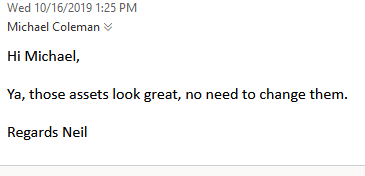 Wed 10/16/2019 1:25 PM
Michael Coleman
Hi Michael,
Ya, those assets look great, no need to change them.
Regards Neil